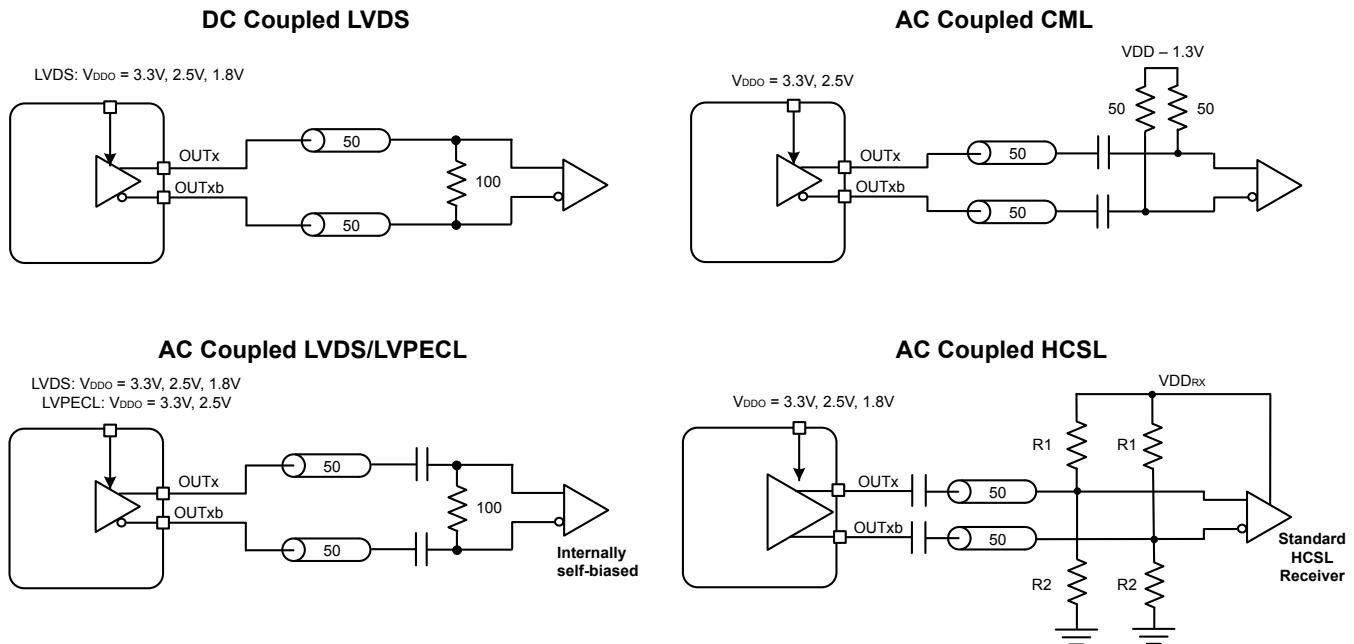 DC Coupled LVDS
LVDS: VDDO = 3.3V, 2.5V, 1.8V
OUTx
OUTxb
50
50
100
AC Coupled CML
VDD – 1.3V
VDDO = 3.3V, 2.5V
50
50
OUTx
OUTxb
50
50
AC Coupled LVDS/LVPECL
LVDS: VDDO = 3.3V, 2.5V, 1.8V
LVPECL: VDDO = 3.3V, 2.5V
OUTx
OUTxb
50
50
100
Internally
self-biased
AC Coupled HCSL
VDDRX
VDDO = 3.3V, 2.5V, 1.8V
R1
R1
OUTx
OUTxb
50
50
R2
R2
Standard
HCSL
Receiver